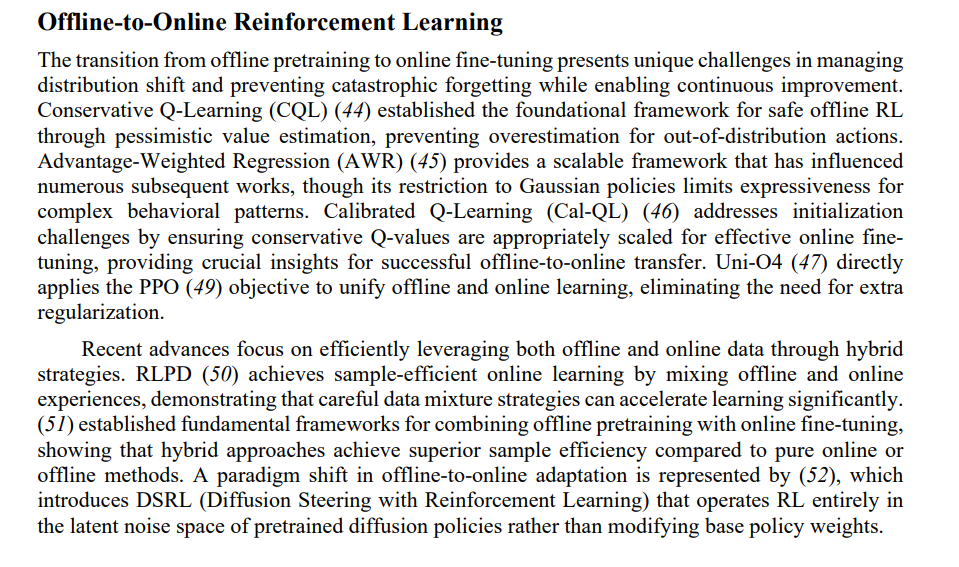 Offline-to-Online Reinforcement Learning
The transition from offline pretraining to online fine-tuning presents unique challenges in managing
distribution shift and preventing catastrophic forgetting while enabling continuous improvement.
Conservative Q-Learning (CQL) (44) established the foundational framework for safe offline RL
through pessimistic value estimation, preventing overestimation for out-of-distribution actions.
Advantage-Weighted Regression (AWR) (45) provides a scalable framework that has influenced
numerous subsequent works, though its restriction to Gaussian policies limits expressiveness for
complex behavioral patterns. Calibrated Q-Learning (Cal-QL) (46) addresses initialization
challenges by ensuring conservative Q-values are appropriately scaled for effective online fine-
tuning, providing crucial insights for successful offline-to-online transfer. Uni-O4 (47) directly
applies the PPO (49) objective to unify offline and online learning, eliminating the need for extra
regularization.
Recent advances focus on efficiently leveraging both offline and online data through hybrid
strategies. RLPD (50) achieves sample-efficient online learning by mixing offline and online
experiences, demonstrating that careful data mixture strategies can accelerate learning significantly.
(51) established fundamental frameworks for combining offline pretraining with online fine-tuning,
showing that hybrid approaches achieve superior sample efficiency compared to pure online or
offline methods. A paradigm shift in offline-to-online adaptation is represented by (52), which
introduces DSRL (Diffusion Steering with Reinforcement Learning) that operates RL entirely in
the latent noise space of pretrained diffusion policies rather than modifying base policy weights.